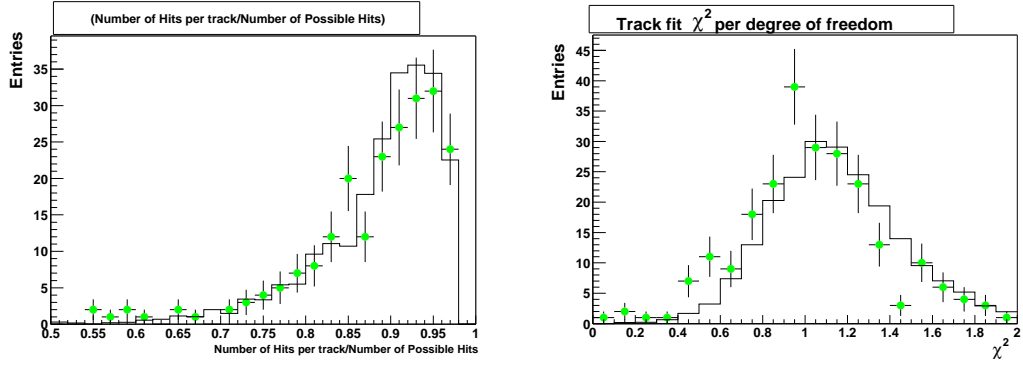 (Number of Hits per track/Number of Possible Hits)
Entries
35
30
25
20
15
10
5
0
0.5 0.55 0.6 0.65 0.7 0.75 0.8 0.85 0.9 0.95 1
Number of Hits per track/Number of Possible Hits
Track fit χ² per degree of freedom
Entries
45
40
35
30
25
20
15
10
5
0
0 0.2 0.4 0.6 0.8 1 1.2 1.4 1.6 1.8 2
χ²